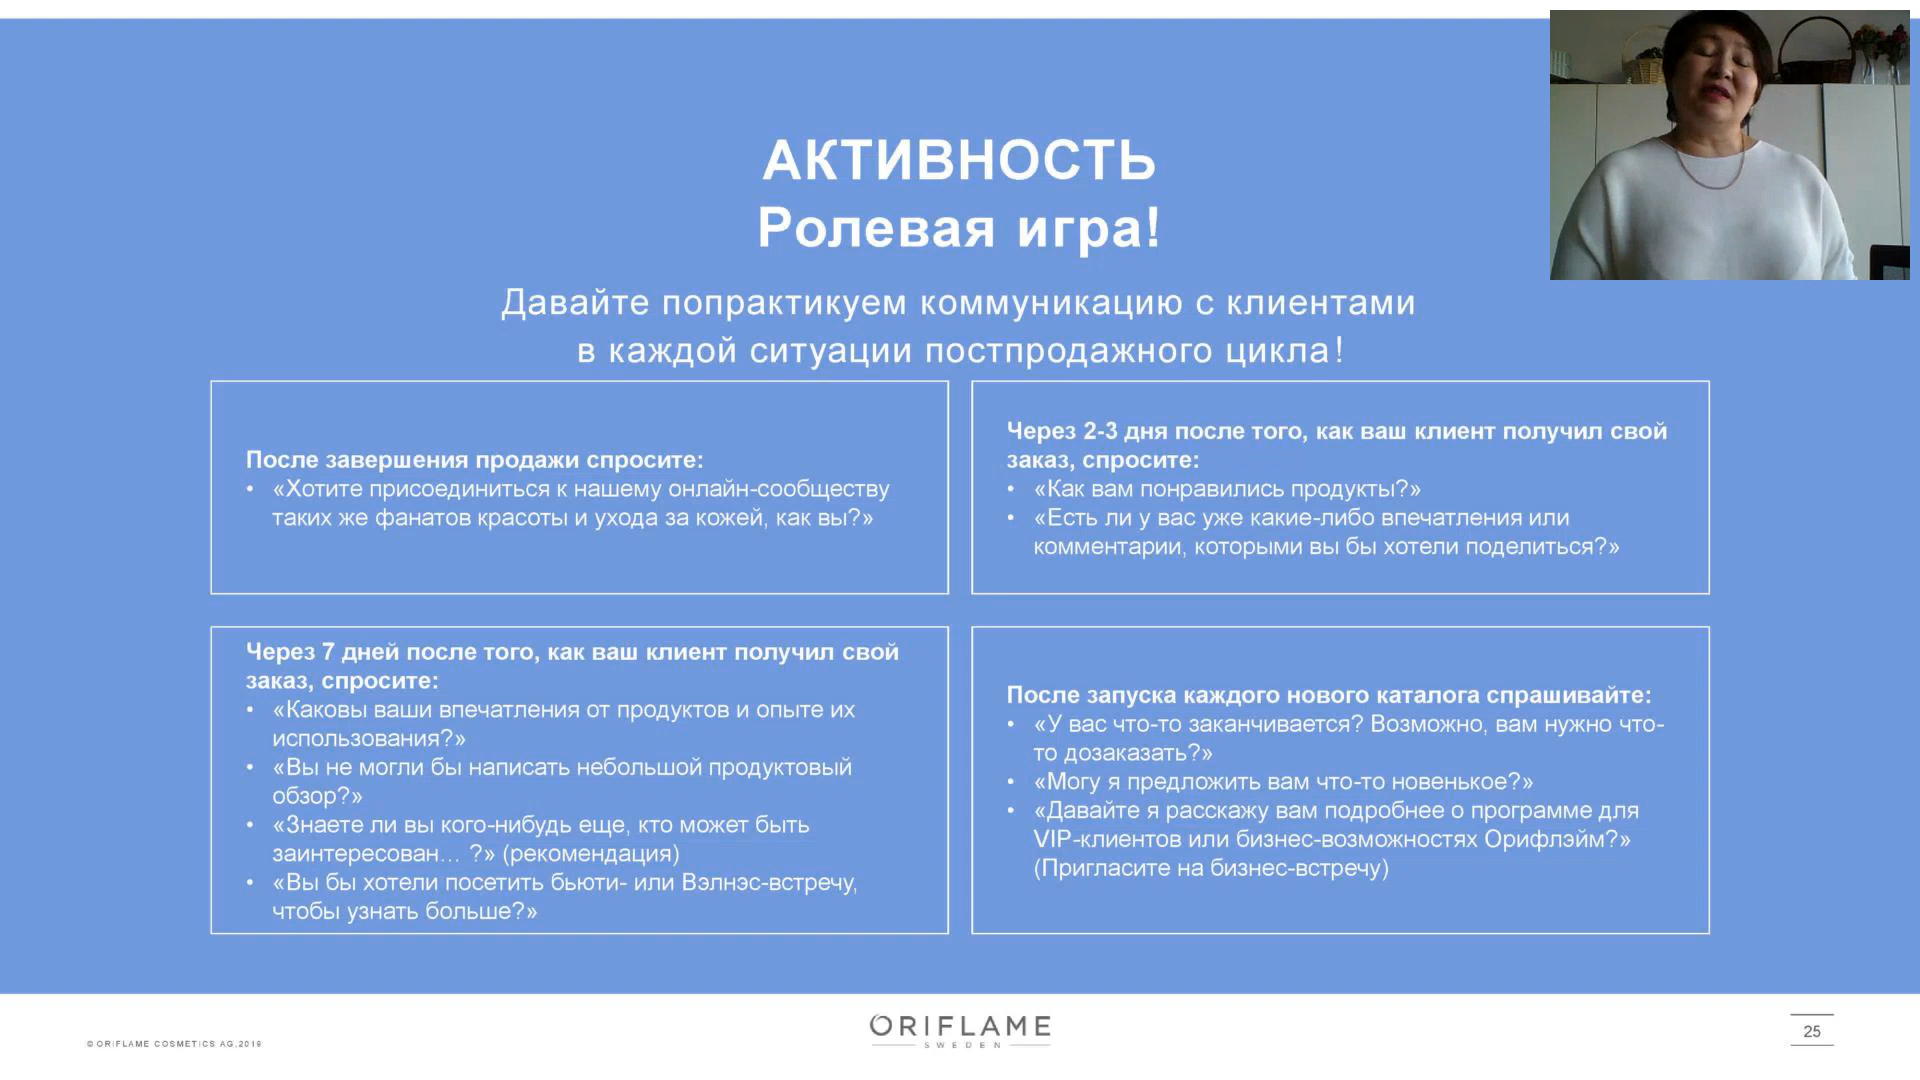 АКТИВНОСТЬ
Ролевая игра!
Давайте попрактикуем коммуникацию с клиентами
в каждой ситуации постпродажного цикла!
После завершения продажи спросите:
• «Хотите присоединиться к нашему онлайн-сообществу
таких же фанатов красоты и ухода за кожей, как вы?»
Через 2-3 дня после того, как ваш клиент получил свой
заказ, спросите:
• «Как вам понравились продукты?»
• «Есть ли у вас уже какие-либо впечатления или
комментарии, которыми вы бы хотели поделиться?»
Через 7 дней после того, как ваш клиент получил свой
заказ, спросите:
• «Каковы ваши впечатления от продуктов и опыте их
использования?»
• «Вы не могли бы написать небольшой продуктовый
обзор?»
• «Знаете ли вы кого-нибудь еще, кто может быть
заинтересован... ?» (рекомендация)
• «Вы бы хотели посетить бьюти- или Вэлнэс-встречу,
чтобы узнать больше?»
После запуска каждого нового каталога спрашивайте:
• «У вас что-то заканчивается? Возможно, вам нужно что-
то дозаказать?»
• «Могу я предложить вам что-то новенькое?»
• «Давайте я расскажу вам подробнее о программе для
VIP-клиентов или бизнес-возможностях Орифлэйм?»
(Пригласите на бизнес-встречу)
© ORIFLAME COSMETICS AG,2019
ORIFLAME
SWEDEN
25